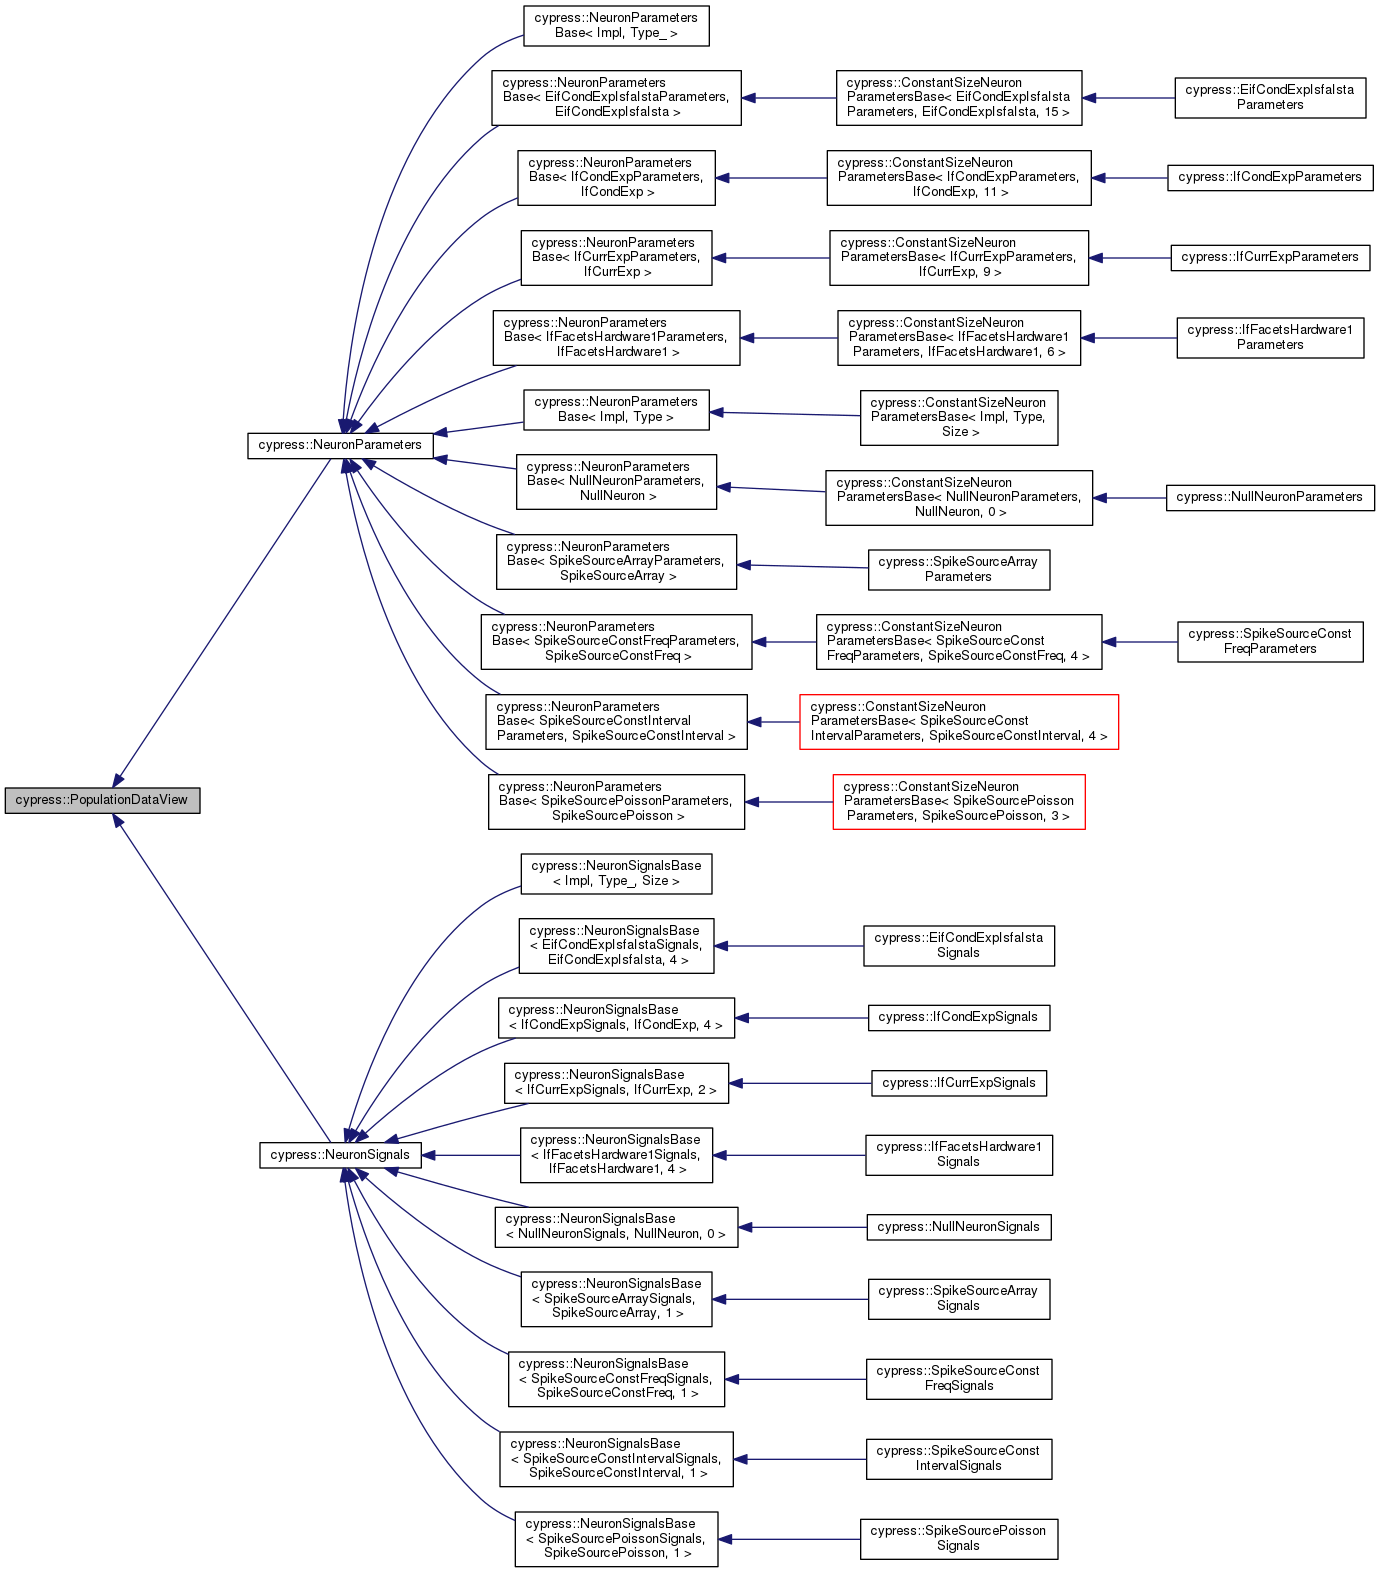 cypress::NeuronParameters
Base< Impl, Type_ >
cypress::NeuronParameters
Base< EifCondExpIsfaIstaParameters,
EifCondExpIsfaIsta >
cypress::ConstantSizeNeuron
ParametersBase< EifCondExpIsfaIsta
Parameters, EifCondExpIsfaIsta, 15 >
cypress::EifCondExpIsfaIsta
Parameters
cypress::NeuronParameters
Base< IfCondExpParameters,
IfCondExp >
cypress::ConstantSizeNeuron
ParametersBase< IfCondExpParameters,
IfCondExp, 11 >
cypress::IfCondExpParameters
cypress::NeuronParameters
Base< IfCurrExpParameters,
IfCurrExp >
cypress::ConstantSizeNeuron
ParametersBase< IfCurrExpParameters,
IfCurrExp, 9 >
cypress::IfCurrExpParameters
cypress::NeuronParameters
Base< IfFacetsHardware1Parameters,
IfFacetsHardware1 >
cypress::ConstantSizeNeuron
ParametersBase< IfFacetsHardware1
Parameters, IfFacetsHardware1, 6 >
cypress::IfFacetsHardware1
Parameters
cypress::NeuronParameters
Base< Impl, Type >
cypress::ConstantSizeNeuron
ParametersBase< Impl, Type,
Size >
cypress::NeuronParameters
cypress::NeuronParameters
Base< NullNeuronParameters,
NullNeuron >
cypress::ConstantSizeNeuron
ParametersBase< NullNeuronParameters,
NullNeuron, 0 >
cypress::NullNeuronParameters
cypress::NeuronParameters
Base< SpikeSourceArrayParameters,
SpikeSourceArray >
cypress::SpikeSourceArray
Parameters
cypress::NeuronParameters
Base< SpikeSourceConstFreqParameters,
SpikeSourceConstFreq >
cypress::ConstantSizeNeuron
ParametersBase< SpikeSourceConst
FreqParameters, SpikeSourceConstFreq, 4 >
cypress::SpikeSourceConst
FreqParameters
cypress::NeuronParameters
Base< SpikeSourceConstInterval
Parameters, SpikeSourceConstInterval >
cypress::ConstantSizeNeuron
ParametersBase< SpikeSourceConst
IntervalParameters, SpikeSourceConstInterval, 4 >
cypress::PopulationDataView
cypress::NeuronParameters
Base< SpikeSourcePoissonParameters,
SpikeSourcePoisson >
cypress::ConstantSizeNeuron
ParametersBase< SpikeSourcePoisson
Parameters, SpikeSourcePoisson, 3 >
cypress::NeuronSignalsBase
< Impl, Type_, Size >
cypress::NeuronSignalsBase
< EifCondExpIsfaIstaSignals,
EifCondExpIsfaIsta, 4 >
cypress::EifCondExpIsfaIsta
Signals
cypress::NeuronSignalsBase
< IfCondExpSignals, IfCondExp, 4 >
cypress::IfCondExpSignals
cypress::NeuronSignalsBase
< IfCurrExpSignals, IfCurrExp, 2 >
cypress::IfCurrExpSignals
cypress::NeuronSignals
cypress::NeuronSignalsBase
< IfFacetsHardware1Signals,
IfFacetsHardware1, 4 >
cypress::IfFacetsHardware1
Signals
cypress::NeuronSignalsBase
< NullNeuronSignals, NullNeuron, 0 >
cypress::NullNeuronSignals
cypress::NeuronSignalsBase
< SpikeSourceArraySignals,
SpikeSourceArray, 1 >
cypress::SpikeSourceArray
Signals
cypress::NeuronSignalsBase
< SpikeSourceConstFreqSignals,
SpikeSourceConstFreq, 1 >
cypress::SpikeSourceConst
FreqSignals
cypress::NeuronSignalsBase
< SpikeSourceConstIntervalSignals,
SpikeSourceConstInterval, 1 >
cypress::SpikeSourceConst
IntervalSignals
cypress::NeuronSignalsBase
< SpikeSourcePoissonSignals,
SpikeSourcePoisson, 1 >
cypress::SpikeSourcePoisson
Signals